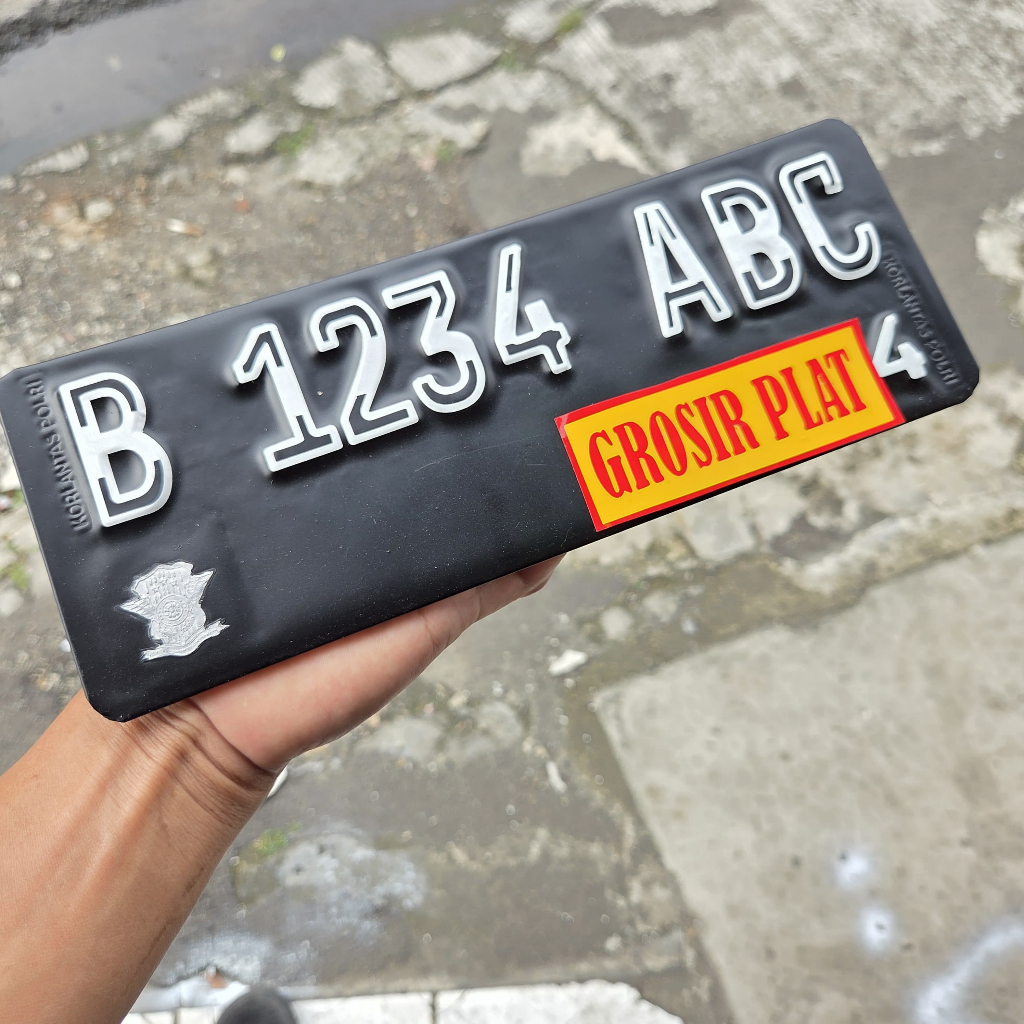 B 1234 ABC
GROSIR PLAT 4
KORLANTAS POLRI
KORLANTAS POLRI